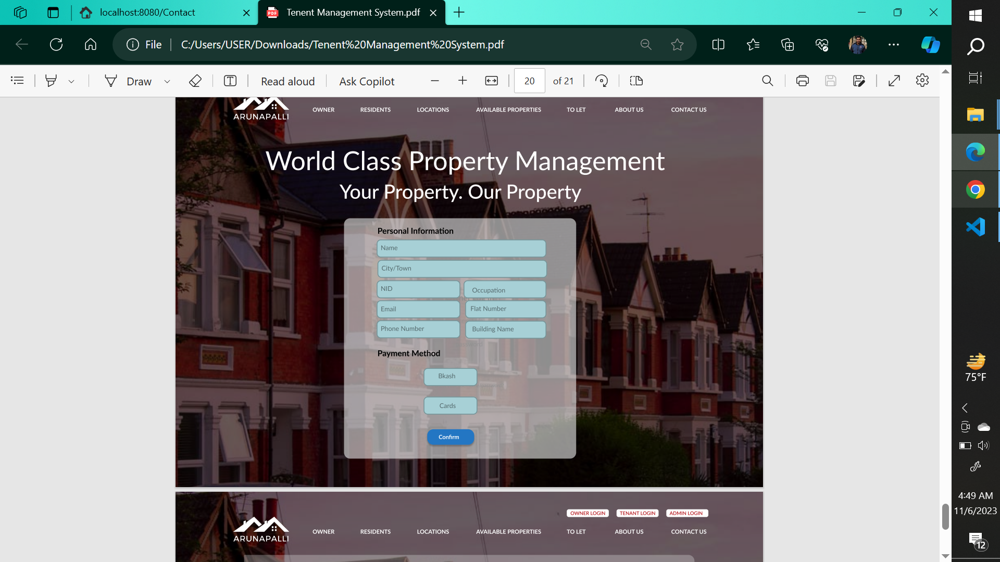 localhost:8080/Contact
Tenent Management System.pdf
File
C:/Users/USER/Downloads/Tenent%20Management%20System.pdf
Draw
Read aloud
Ask Copilot
20
of 21
ARUNAPALLI
OWNER
RESIDENTS
LOCATIONS
AVAILABLE PROPERTIES
TO LET
ABOUT US
CONTACT US
World Class Property Management
Your Property. Our Property
Personal Information
Name
City/Town
NID
Occupation
Email
Flat Number
Phone Number
Building Name
Payment Method
Bkash
Cards
Confirm
OWNER LOGIN
TENANT LOGIN
ADMIN LOGIN
ARUNAPALLI
OWNER
RESIDENTS
LOCATIONS
AVAILABLE PROPERTIES
TO LET
ABOUT US
CONTACT US
75°F
4:49 AM
11/6/2023
12